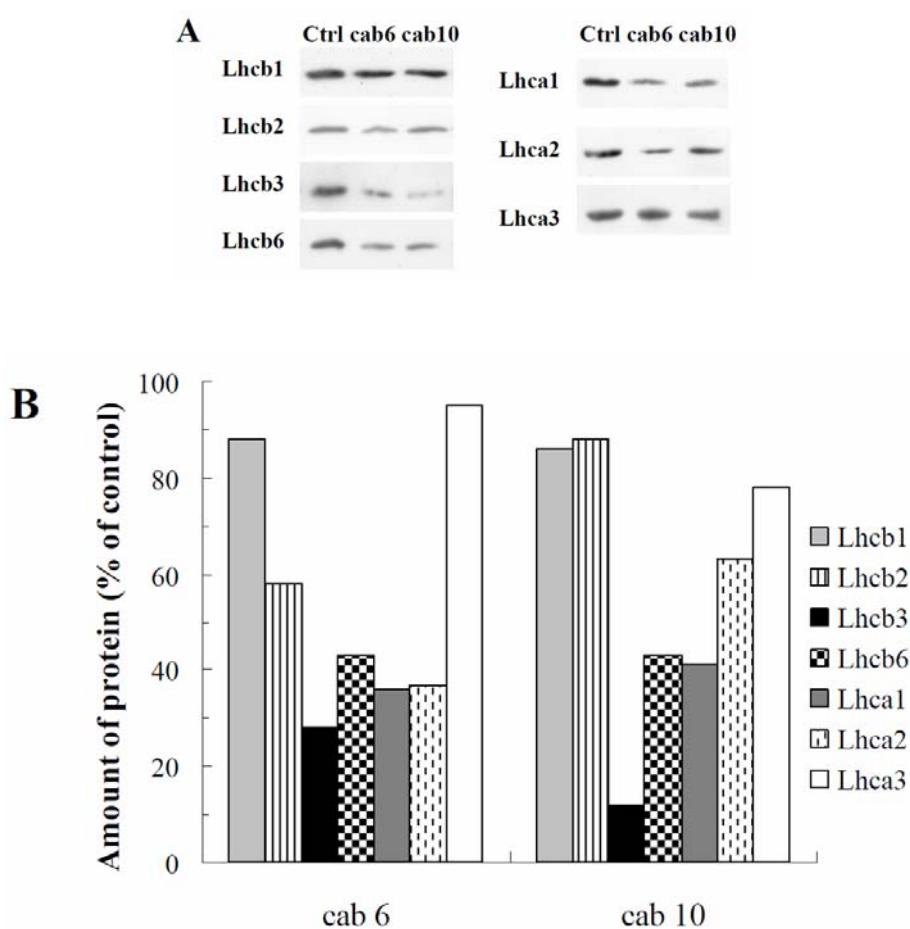 A
Ctrl cab6 cab10
Lhcb1
Lhcb2
Lhcb3
Lhcb6
Ctrl cab6 cab10
Lhca1
Lhca2
Lhca3
B
Amount of protein (% of control)
100
80
60
40
20
0
cab 6
cab 10
Lhcb1
Lhcb2
Lhcb3
Lhcb6
Lhca1
Lhca2
Lhca3